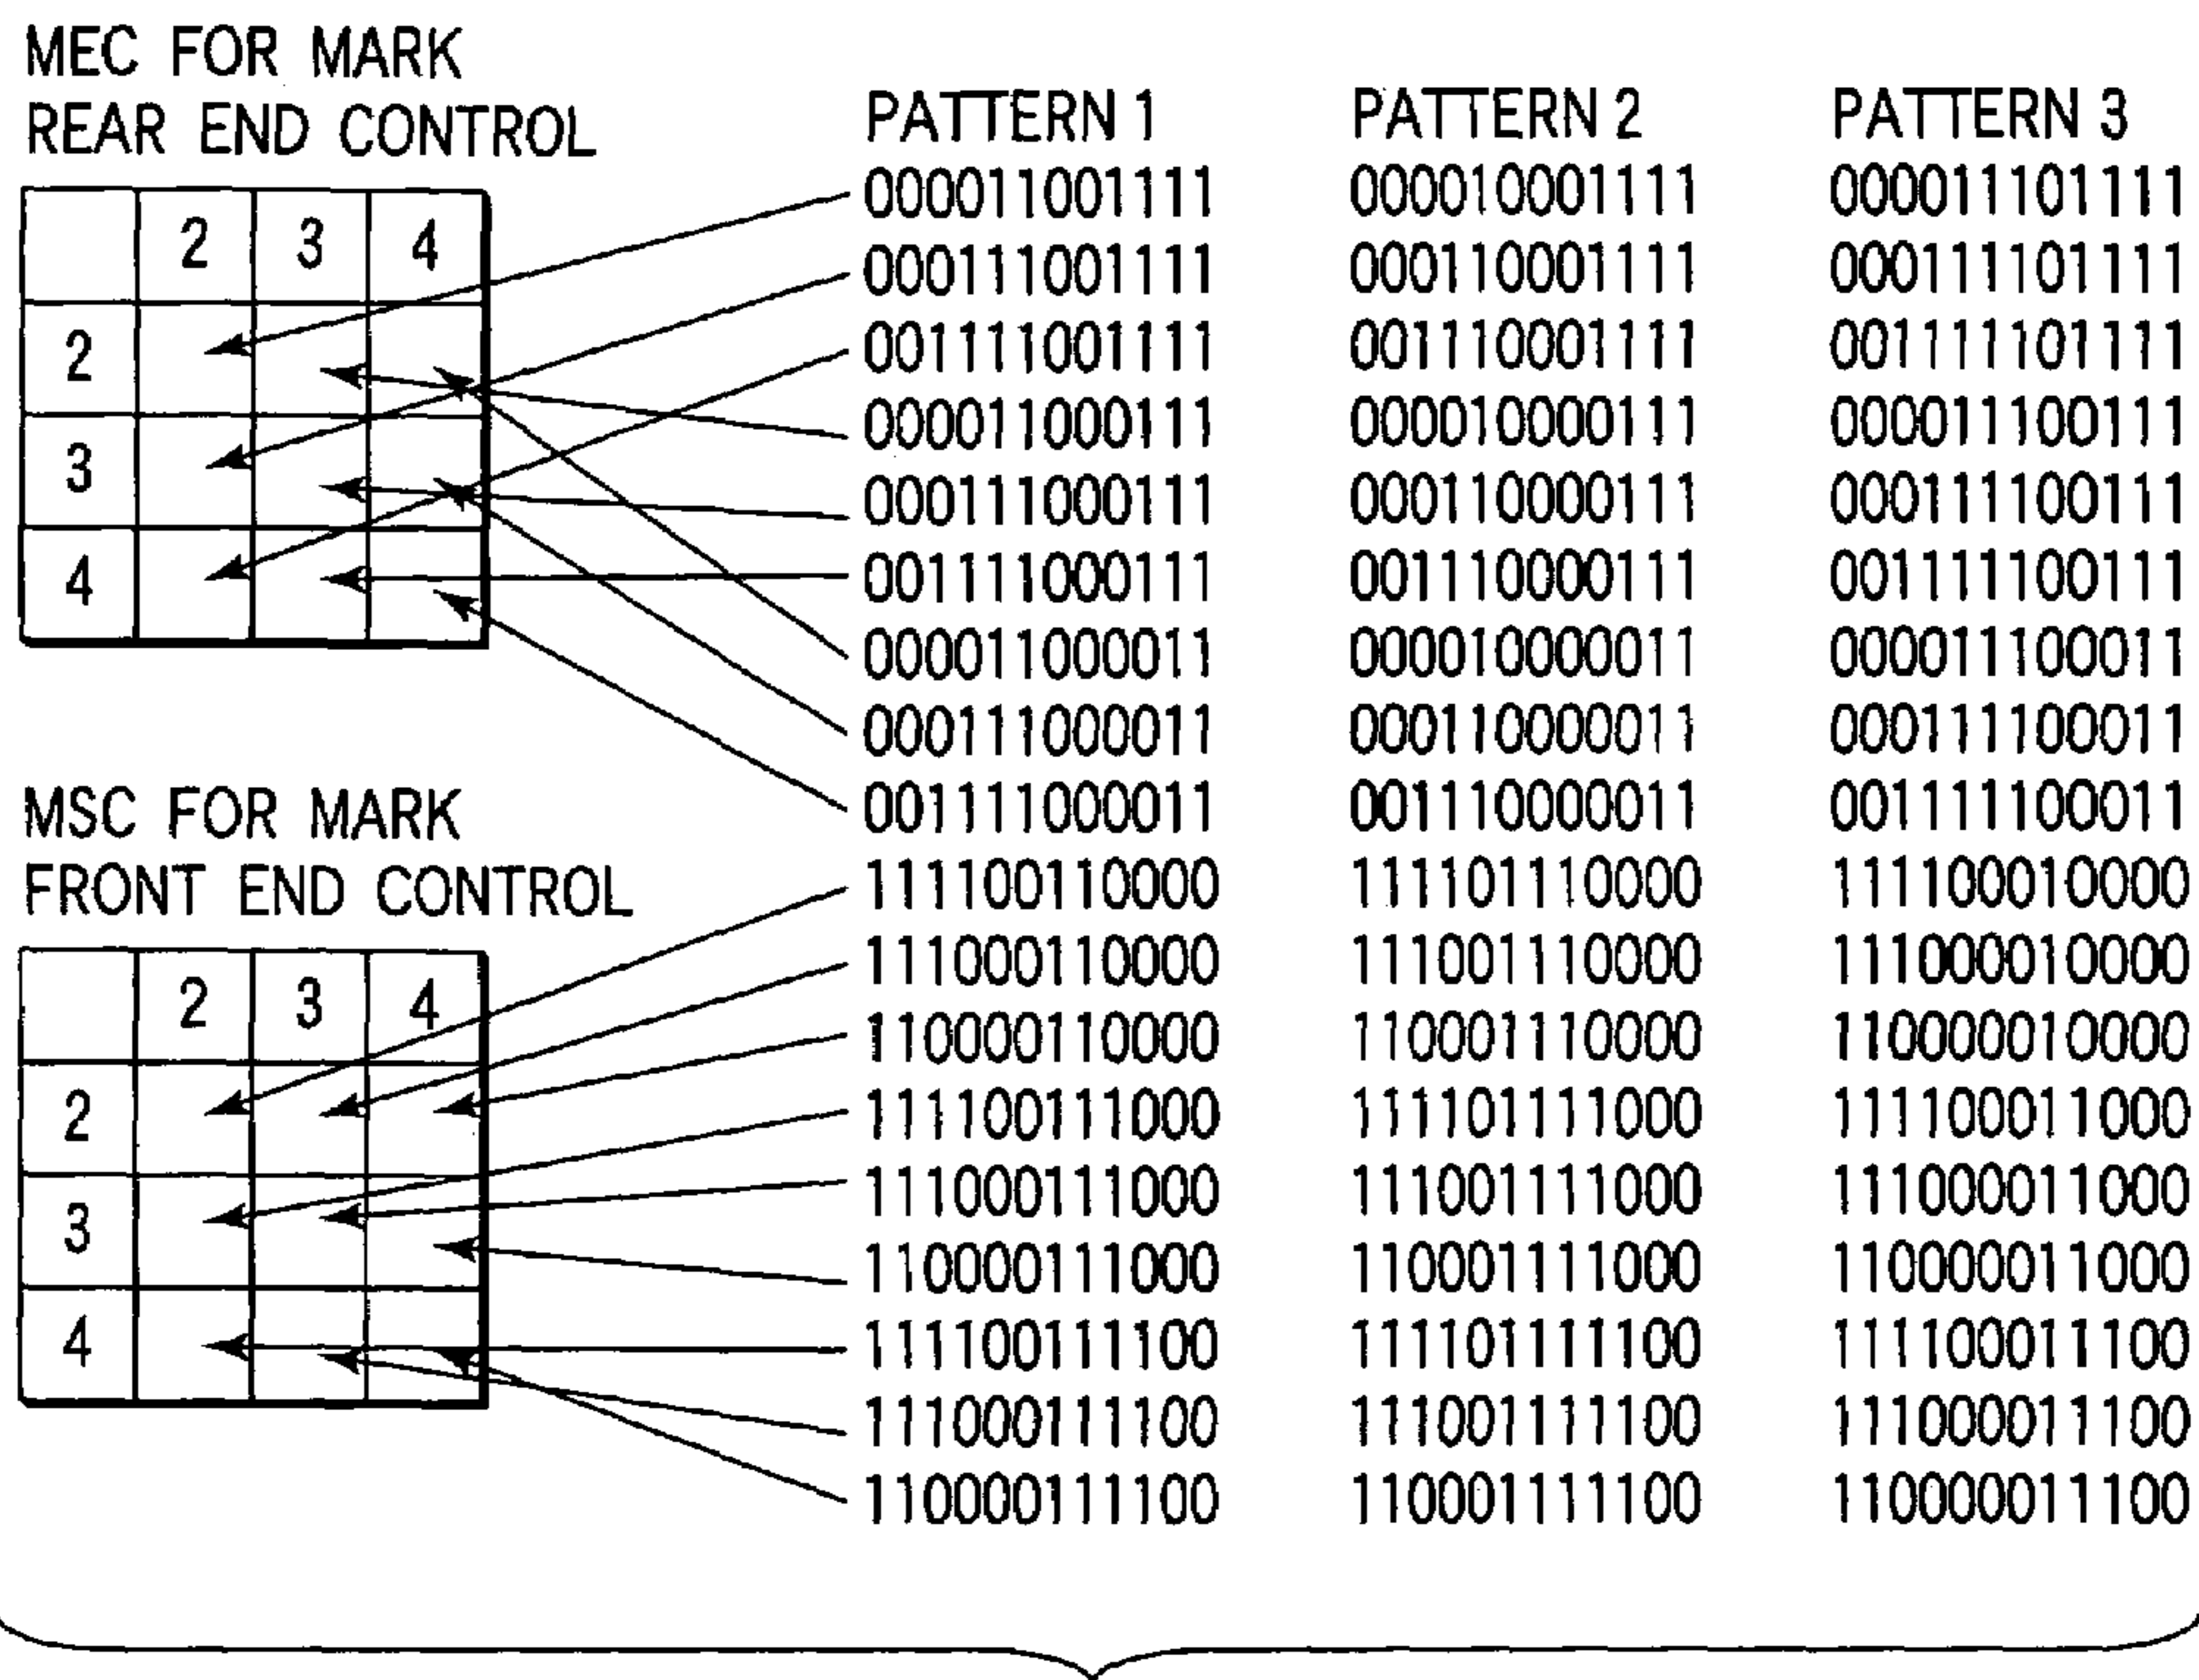 MEC FOR MARK
REAR END CONTROL
2 3 4
2
3
4
PATTERN 1 PATTERN 2 PATTERN 3
000011001111 000010001111 000011101111
000111001111 000110001111 000111101111
001111001111 001110001111 001111101111
000011000111 000010000111 000011100111
000111000111 000110000111 000111100111
001111000111 001110000111 001111100111
000011000011 000010000011 000011100011
000111000011 000110000011 000111100011
001111000011 001110000011 001111100011
MSC FOR MARK
FRONT END CONTROL
2 3 4
2
3
4
111100110000 111101110000 111100010000
111000110000 111001110000 111000010000
110000110000 110001110000 110000010000
111100111000 111101111000 111100011000
111000111000 111001111000 111000011000
110000111000 110001111000 110000011000
111100111100 111101111100 111100011100
111000111100 111001111100 111000011100
110000111100 110001111100 110000011100